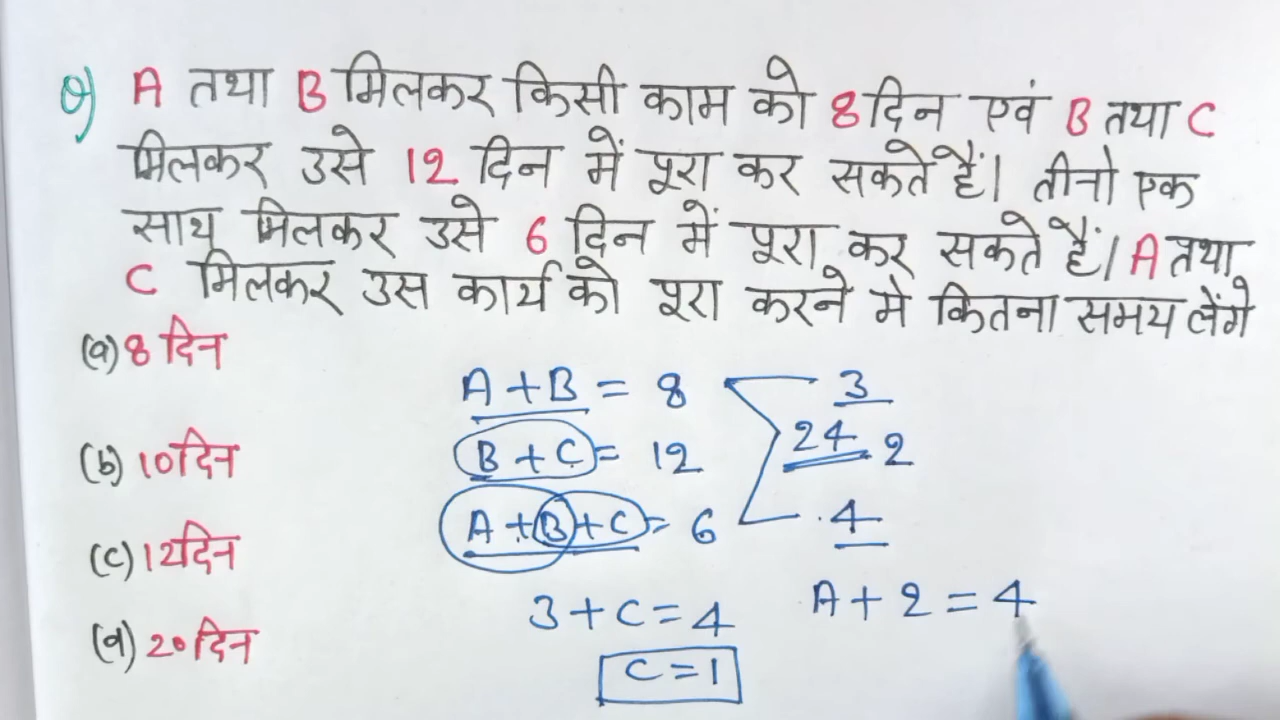 Q) A तथा B मिलकर किसी काम को 8 दिन एवं B तथा C
मिलकर उसे 12 दिन में पूरा कर सकते हैं। तीनो एक
साथ मिलकर उसे 6 दिन में पूरा कर सकते हैं। A तथा
C मिलकर उस कार्य को पूरा करने मे कितना समय लेंगे
(a) 8 दिन
A + B = 8 3
24
(b) 10 दिन
B + C = 12 2
A + B + C = 6 4
(c) 12 दिन
3 + C = 4 A + 2 = 4
(d) 20 दिन
C = 1